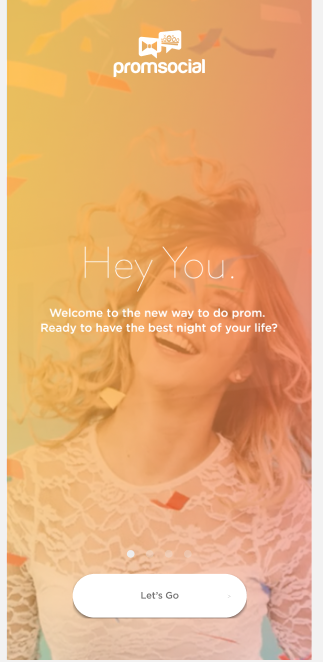 promsocial
Hey You.
Welcome to the new way to do prom.
Ready to have the best night of your life?
Let's Go